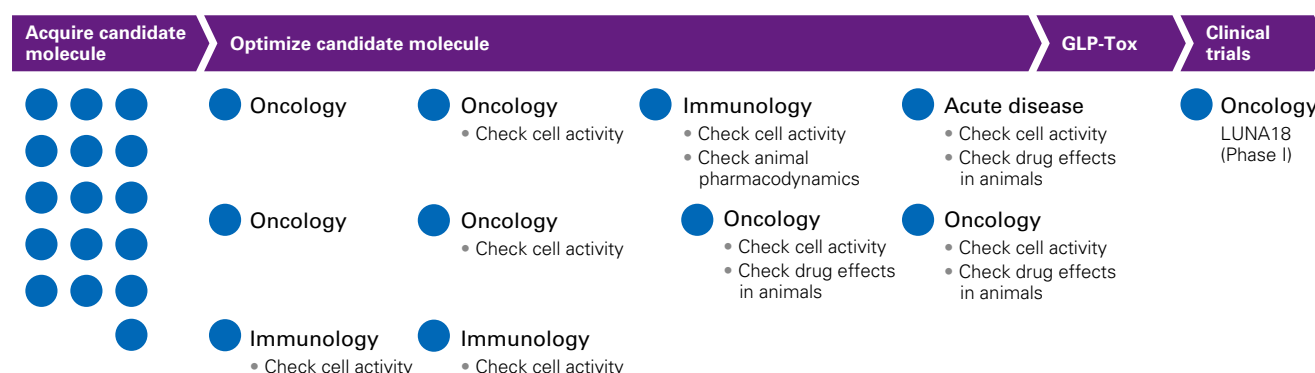 Acquire candidate
molecule
Optimize candidate molecule
GLP-Tox
Clinical
trials
Oncology
Oncology
• Check cell activity
Immunology
• Check cell activity
• Check animal
pharmacodynamics
Acute disease
• Check cell activity
• Check drug effects
in animals
Oncology
LUNA18
(Phase I)
Oncology
Oncology
• Check cell activity
Oncology
• Check cell activity
• Check drug effects
in animals
Oncology
• Check cell activity
• Check drug effects
in animals
Immunology
• Check cell activity
Immunology
• Check cell activity